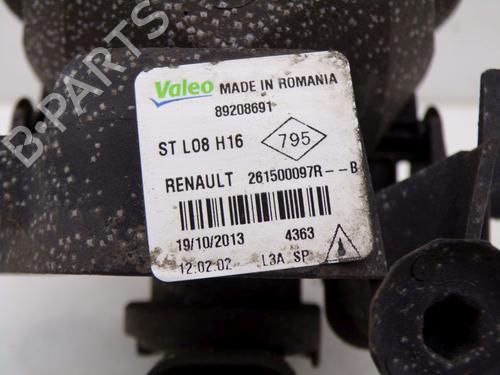 Valeo MADE IN ROMANIA
89208691
ST L08 H16 795
RENAULT 261500097R--B
19/10/2013 4363
12.02.02 L3A SP